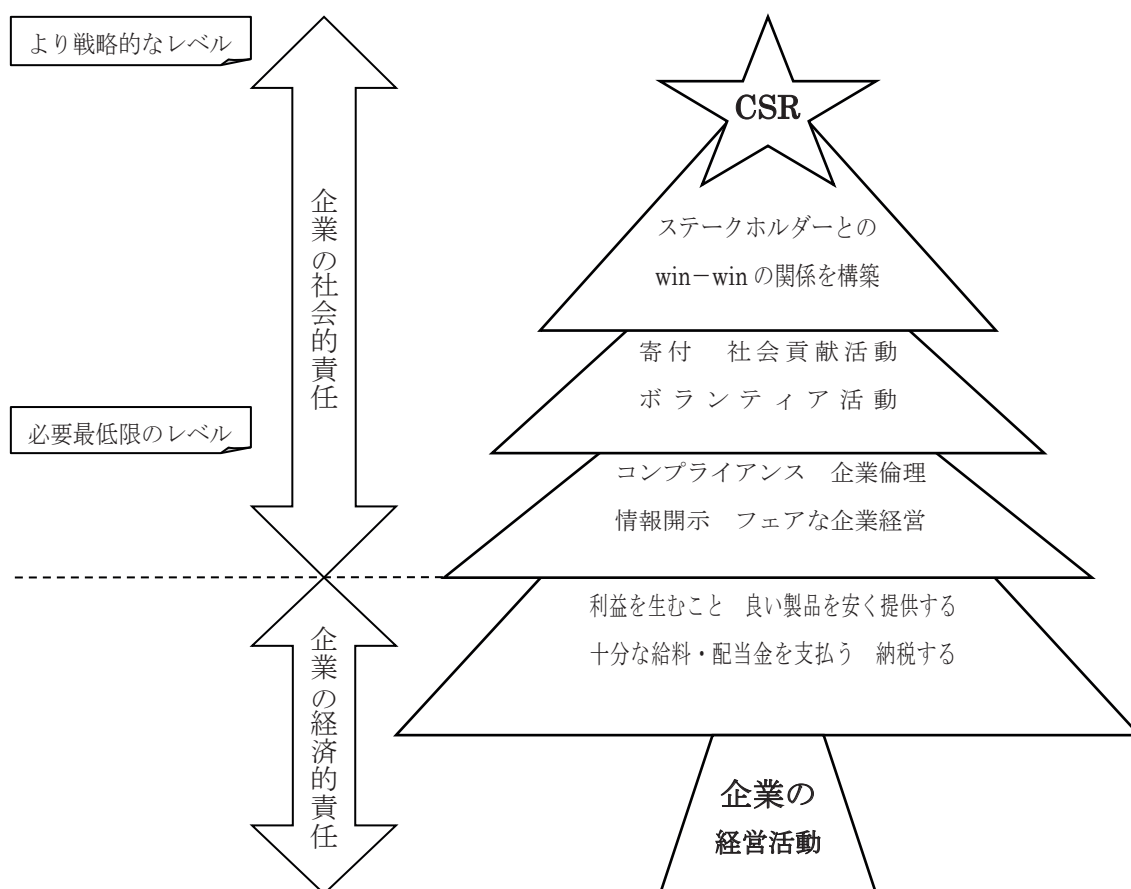 より戦略的なレベル
CSR
企業の社会的責任
ステークホルダーとの
win－win の関係を構築
寄付　社会貢献活動
ボランティア活動
必要最低限のレベル
コンプライアンス　企業倫理
情報開示　フェアな企業経営
企業の経済的責任
利益を生むこと　良い製品を安く提供する
十分な給料・配当金を支払う　納税する
企業の
経営活動